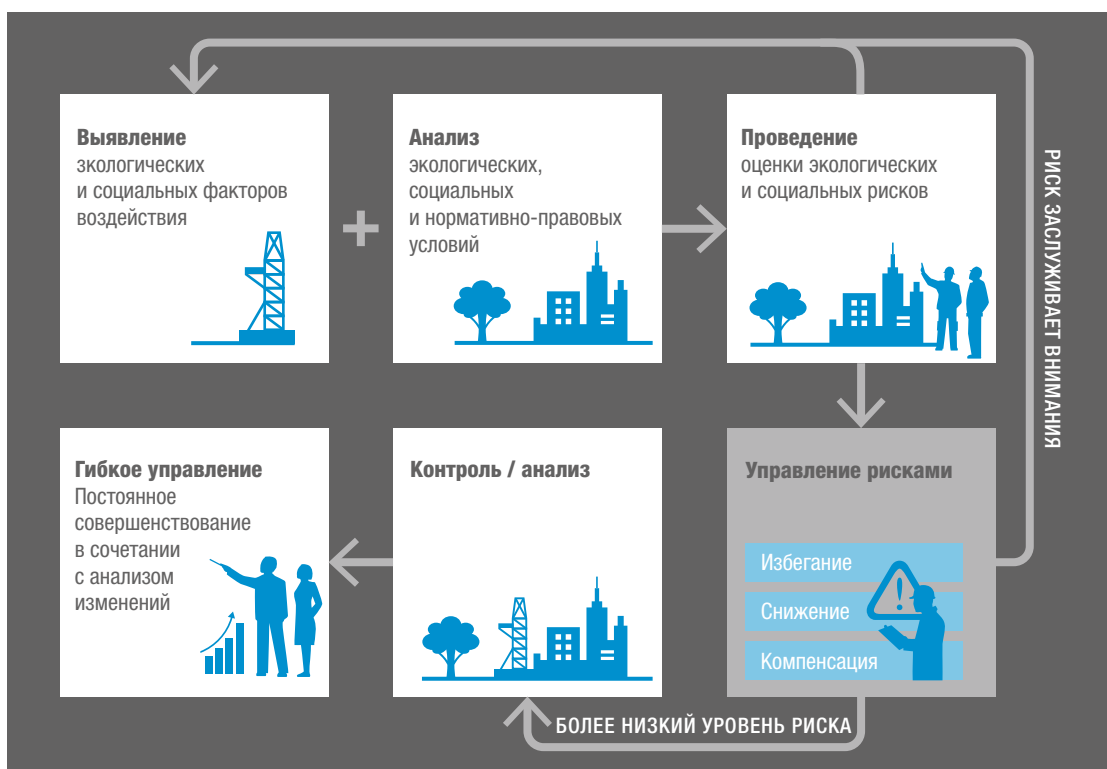 Выявление
зкологических
и социальных факторов
воздействия
Анализ
экологических,
социальных
и нормативно-правовых
условий
Проведение
оценки экологических
и социальных рисков
РИСК ЗАСЛУЖИВАЕТ ВНИМАНИЯ
Гибкое управление
Постоянное
совершенствование
в сочетании
с анализом
изменений
Контроль / анализ
Управление рисками
Избегание
Снижение
Компенсация
БОЛЕЕ НИЗКИЙ УРОВЕНЬ РИСКА